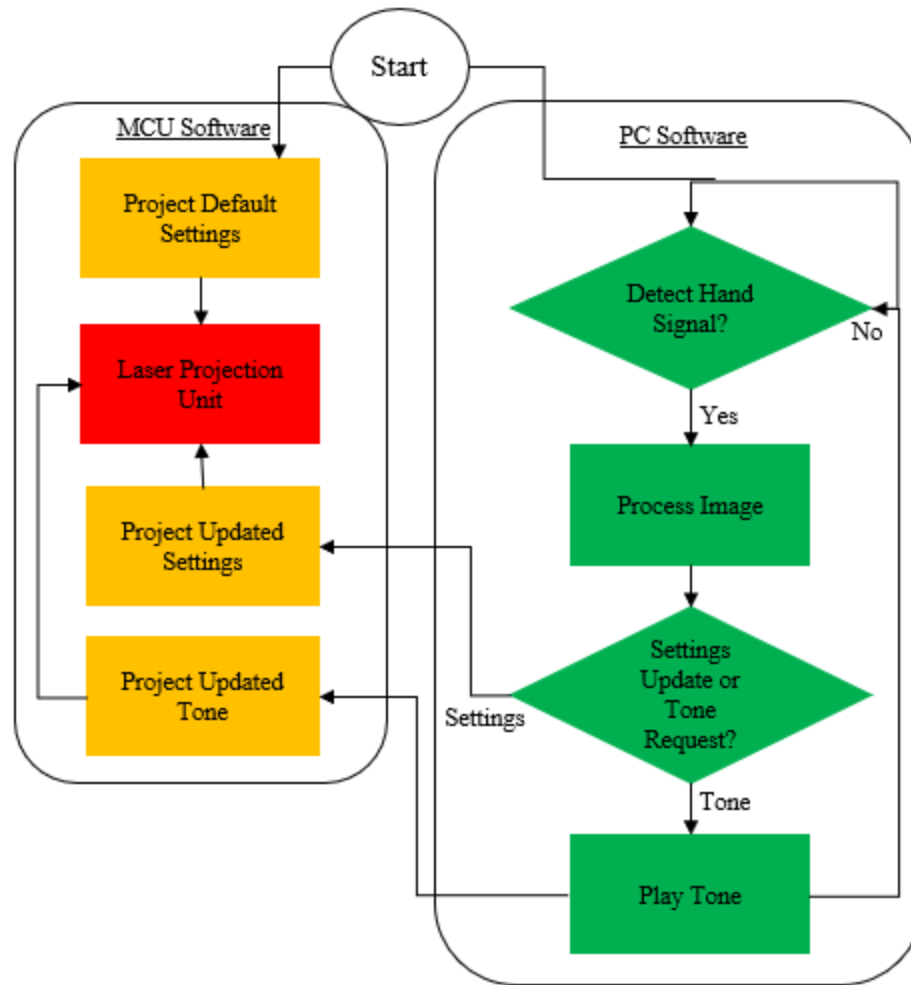 Start
MCU Software
Project Default
Settings
Laser Projection
Unit
Project Updated
Settings
Project Updated
Tone
PC Software
Detect Hand
Signal?
No
Yes
Process Image
Settings
Update or
Tone
Request?
Settings
Tone
Play Tone